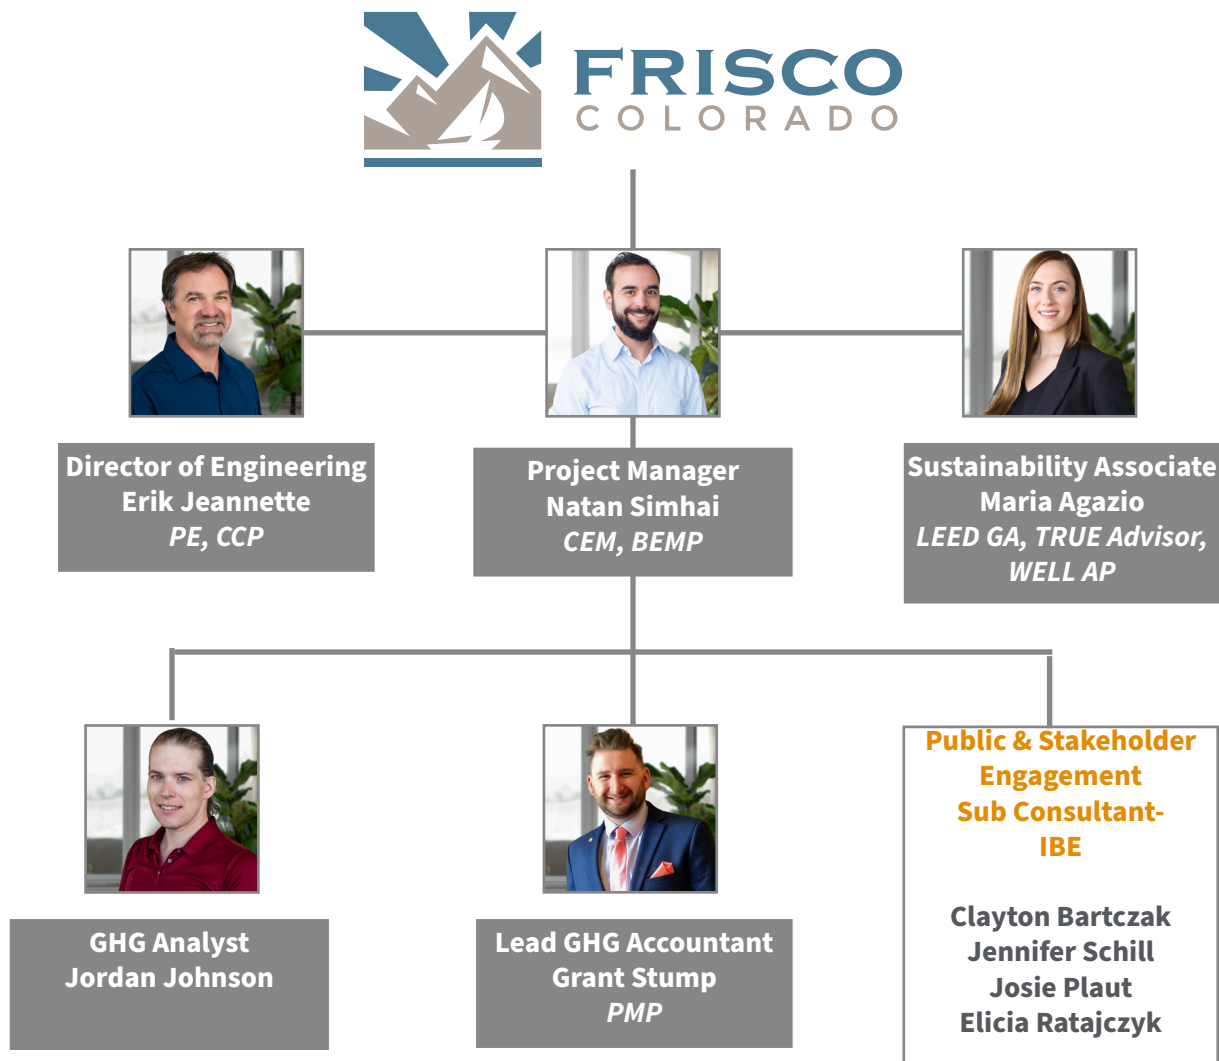 FRISCO
COLORADO
Director of Engineering
Erik Jeannette
PE, CCP
Project Manager
Natan Simhai
CEM, BEMP
Sustainability Associate
Maria Agazio
LEED GA, TRUE Advisor,
WELL AP
GHG Analyst
Jordan Johnson
Lead GHG Accountant
Grant Stump
PMP
Public & Stakeholder
Engagement
Sub Consultant-
IBE
Clayton Bartczak
Jennifer Schill
Josie Plaut
Elicia Ratajczyk